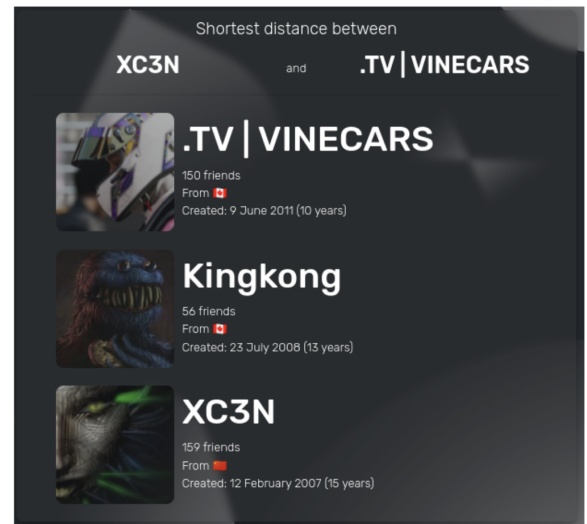 Shortest distance between
XC3N and .TV | VINECARS
.TV | VINECARS
150 friends
From 🇨🇦
Created: 9 June 2011 (10 years)
Kingkong
56 friends
From 🇨🇦
Created: 23 July 2008 (13 years)
XC3N
159 friends
From 🇨🇳
Created: 12 February 2007 (15 years)